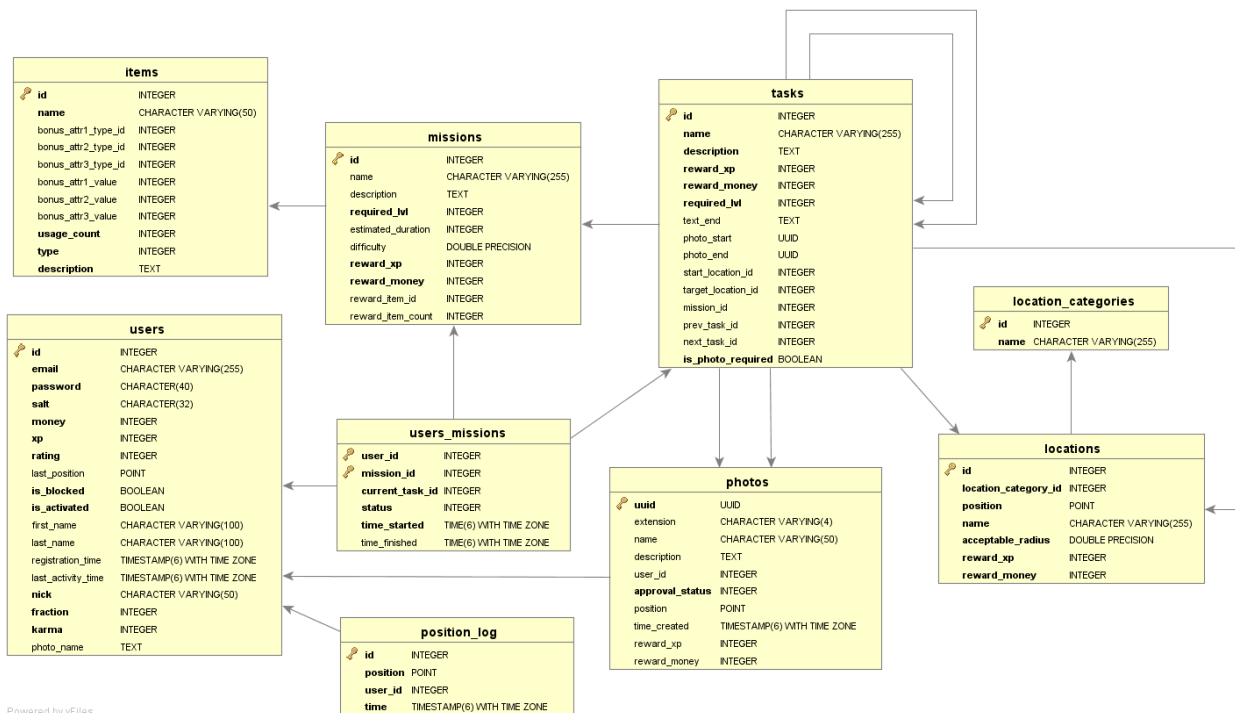 items
id INTEGER
name CHARACTER VARYING(50)
bonus_attr1_type_id INTEGER
bonus_attr2_type_id INTEGER
bonus_attr3_type_id INTEGER
bonus_attr1_value INTEGER
bonus_attr2_value INTEGER
bonus_attr3_value INTEGER
usage_count INTEGER
type INTEGER
description TEXT
missions
id INTEGER
name CHARACTER VARYING(255)
description TEXT
required_lvl INTEGER
estimated_duration INTEGER
difficulty DOUBLE PRECISION
reward_xp INTEGER
reward_money INTEGER
reward_item_id INTEGER
reward_item_count INTEGER
tasks
id INTEGER
name CHARACTER VARYING(255)
description TEXT
reward_xp INTEGER
reward_money INTEGER
required_lvl INTEGER
text_end TEXT
photo_start UUID
photo_end UUID
start_location_id INTEGER
target_location_id INTEGER
mission_id INTEGER
prev_task_id INTEGER
next_task_id INTEGER
is_photo_required BOOLEAN
location_categories
id INTEGER
name CHARACTER VARYING(255)
users
id INTEGER
email CHARACTER VARYING(255)
password CHARACTER(40)
salt CHARACTER(32)
money INTEGER
xp INTEGER
rating INTEGER
last_position POINT
is_blocked BOOLEAN
is_activated BOOLEAN
first_name CHARACTER VARYING(100)
last_name CHARACTER VARYING(100)
registration_time TIMESTAMP(6) WITH TIME ZONE
last_activity_time TIMESTAMP(6) WITH TIME ZONE
nick CHARACTER VARYING(50)
fraction INTEGER
karma INTEGER
photo_name TEXT
users_missions
user_id INTEGER
mission_id INTEGER
current_task_id INTEGER
status INTEGER
time_started TIME(6) WITH TIME ZONE
time_finished TIME(6) WITH TIME ZONE
photos
uuid UUID
extension CHARACTER VARYING(4)
name CHARACTER VARYING(50)
description TEXT
user_id INTEGER
approval_status INTEGER
position POINT
time_created TIMESTAMP(6) WITH TIME ZONE
reward_xp INTEGER
reward_money INTEGER
locations
id INTEGER
location_category_id INTEGER
position POINT
name CHARACTER VARYING(255)
acceptable_radius DOUBLE PRECISION
reward_xp INTEGER
reward_money INTEGER
position_log
id INTEGER
position POINT
user_id INTEGER
time TIMESTAMP(6) WITH TIME ZONE
Powered by yFiles